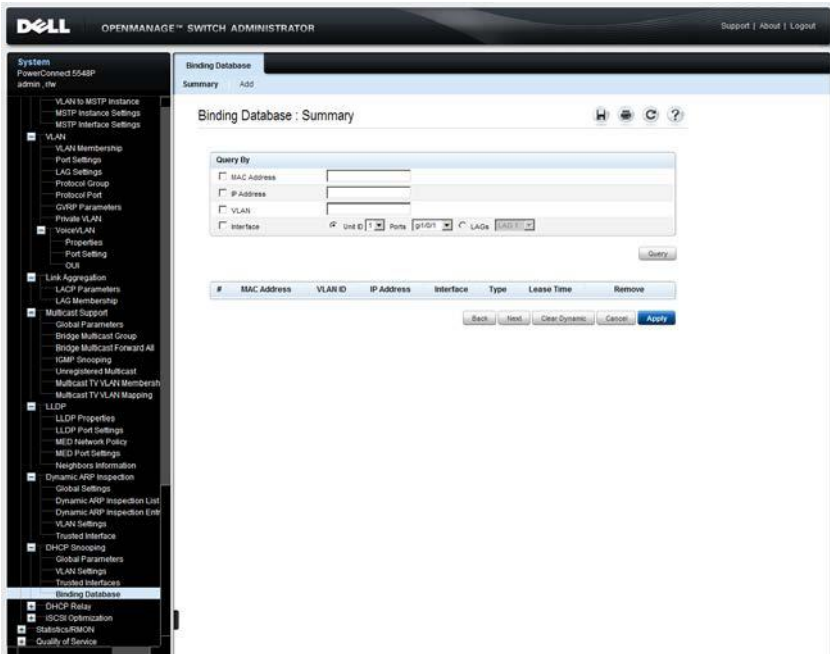 DELL OPENMANAGE™ SWITCH ADMINISTRATOR Support | About | Logout
System
PowerConnect 5548P
admin , r/w
VLAN to MSTP Instance
MSTP Instance Settings
MSTP Interface Settings
VLAN
VLAN Membership
Port Settings
LAG Settings
Protocol Group
Protocol Port
GVRP Parameters
Private VLAN
VoiceVLAN
Properties
Port Setting
OUI
Link Aggregation
LACP Parameters
LAG Membership
Multicast Support
Global Parameters
Bridge Multicast Group
Bridge Multicast Forward All
IGMP Snooping
Unregistered Multicast
Multicast TV VLAN Membersh
Multicast TV VLAN Mapping
LLDP
LLDP Properties
LLDP Port Settings
MED Network Policy
MED Port Settings
Neighbors Information
Dynamic ARP Inspection
Global Settings
Dynamic ARP Inspection List
Dynamic ARP Inspection Entr
VLAN Settings
Trusted Interface
DHCP Snooping
Global Parameters
VLAN Settings
Trusted Interfaces
Binding Database
DHCP Relay
iSCSI Optimization
Statistics/RMON
Quality of Service
Binding Database
Summary Add
Binding Database : Summary
Query By
MAC Address
IP Address
VLAN
Interface Unit ID 1 Ports gi1/0/1 LAGs LAG 1
Query
# MAC Address VLAN ID IP Address Interface Type Lease Time Remove
Back Next Clear Dynamic Cancel Apply